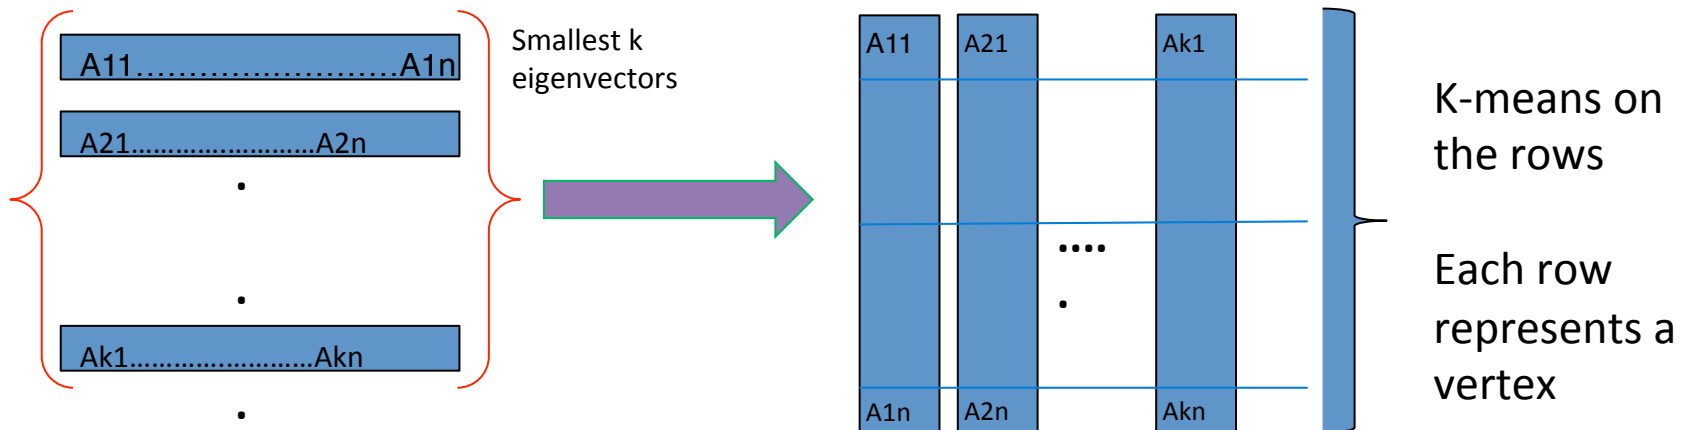 A11............................A1n
Smallest k
eigenvectors
A21............................A2n
.
.
Ak1............................Akn
.
A11 A21 Ak1
....
.
A1n A2n Akn
K-means on
the rows
Each row
represents a
vertex